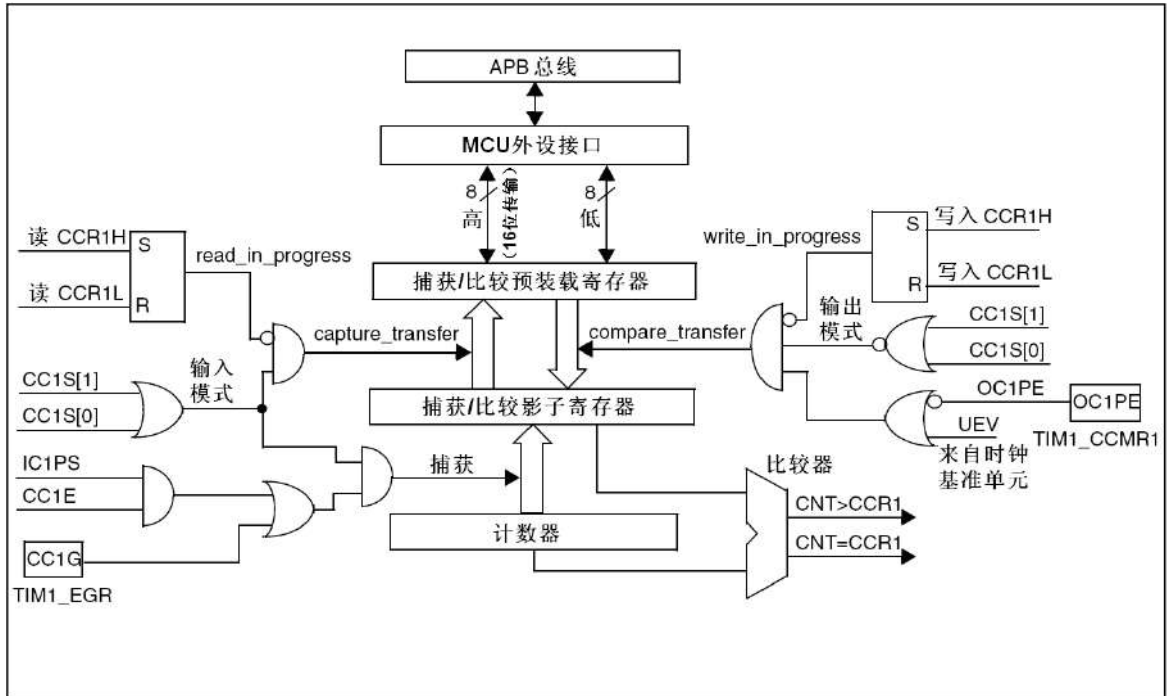 APB 总线
MCU外设接口
8
高
(16位传输)
8
低
读 CCR1H
S
read_in_progress
读 CCR1L
R
write_in_progress
S
写入 CCR1H
R
写入 CCR1L
捕获/比较预装载寄存器
capture_transfer
compare_transfer
输出
模式
CC1S[1]
CC1S[0]
输入
模式
CC1S[1]
CC1S[0]
捕获/比较影子寄存器
OC1PE
OC1PE
UEV
TIM1_CCMR1
来自时钟
基准单元
IC1PS
CC1E
捕获
比较器
CNT>CCR1
计数器
CNT=CCR1
CC1G
TIM1_EGR